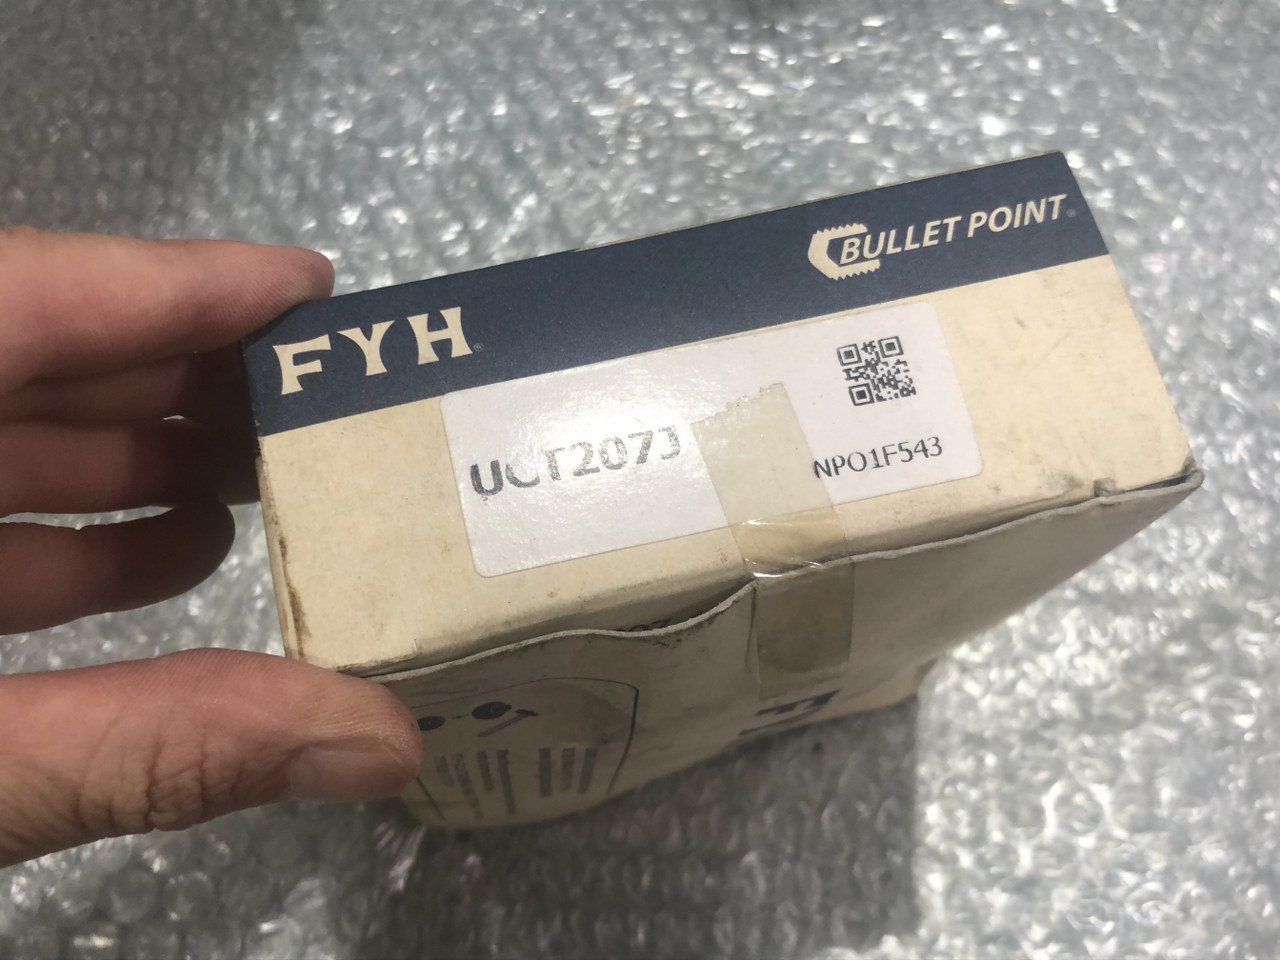 FYH
BULLET POINT
UCT207J
NPO1F543